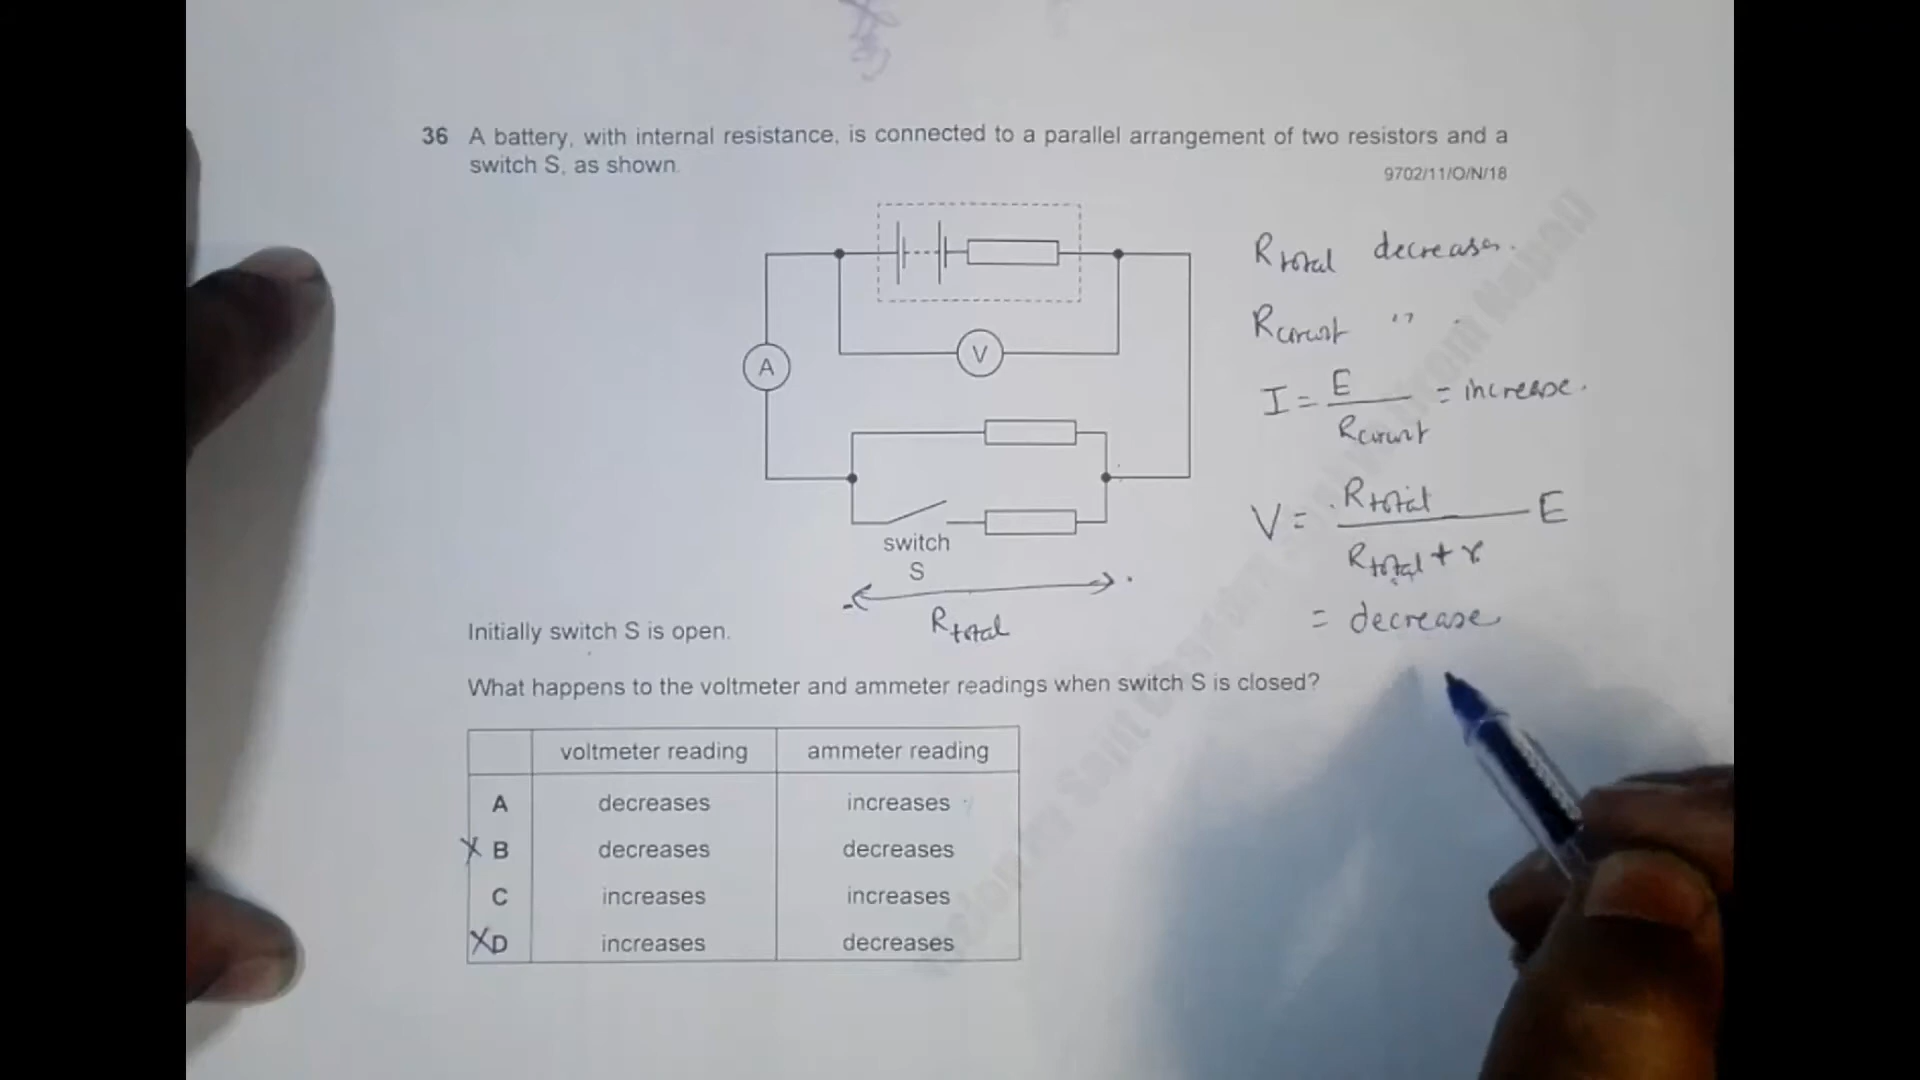 36 A battery, with internal resistance, is connected to a parallel arrangement of two resistors and a
switch S, as shown.
9702/11/O/N/18
A
V
switch
S
R total
R total decreases.
R circuit " .
I = E / R circuit = increase.
V = R total / R total + r E
= decrease
Initially switch S is open.
What happens to the voltmeter and ammeter readings when switch S is closed?
voltmeter reading ammeter reading
A decreases increases
X B decreases decreases
C increases increases
X D increases decreases